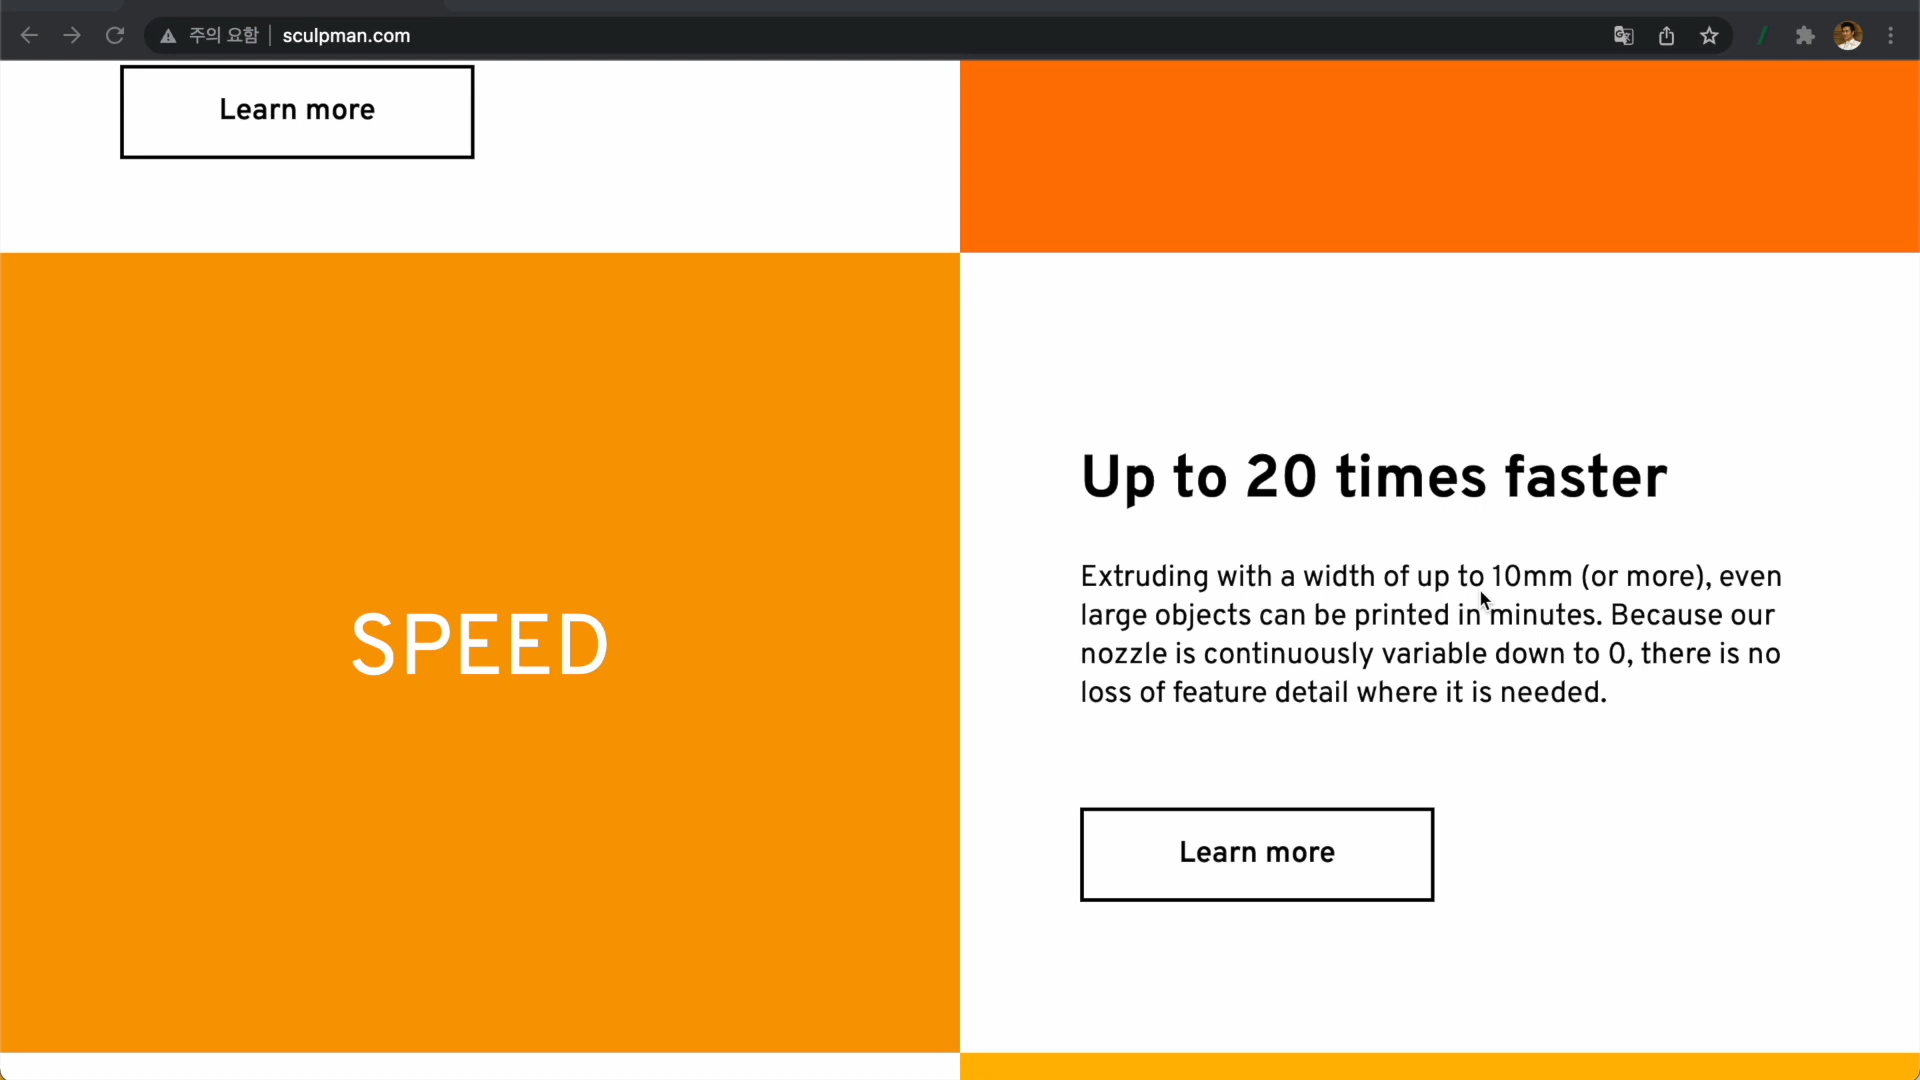 주의 요함 sculpman.com
Learn more
SPEED
Up to 20 times faster
Extruding with a width of up to 10mm (or more), even
large objects can be printed in minutes. Because our
nozzle is continuously variable down to 0, there is no
loss of feature detail where it is needed.
Learn more